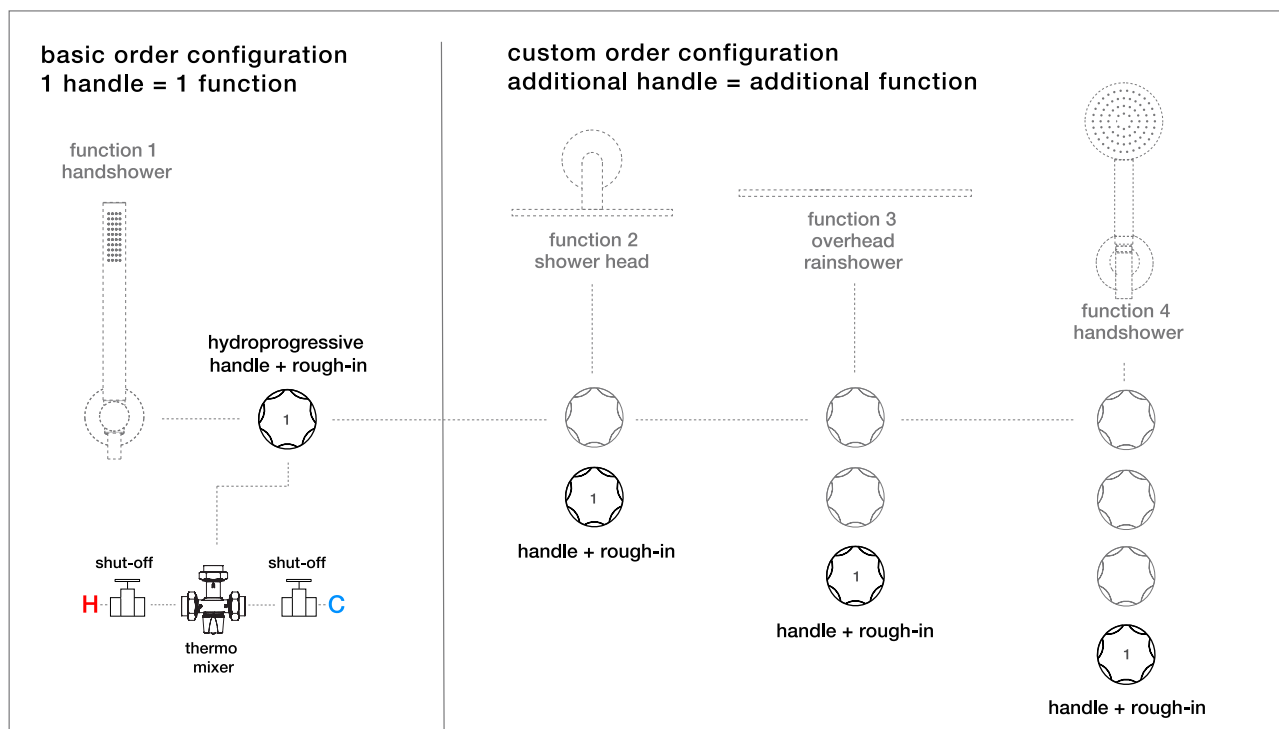 basic order configuration
1 handle = 1 function
custom order configuration
additional handle = additional function
function 1
handshower
hydroprogressive
handle + rough-in
1
shut-off
shut-off
H
C
thermo
mixer
function 2
shower head
1
handle + rough-in
function 3
overhead
rainshower
1
handle + rough-in
function 4
handshower
1
handle + rough-in